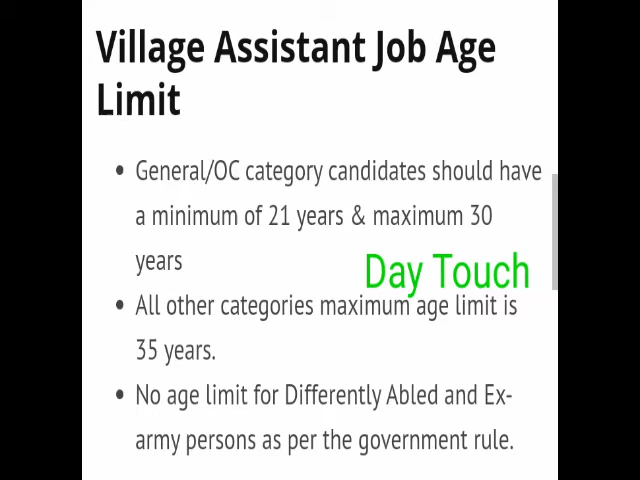 Village Assistant Job Age
Limit
• General/OC category candidates should have
a minimum of 21 years & maximum 30
years
Day Touch
• All other categories maximum age limit is
35 years.
• No age limit for Differently Abled and Ex-
army persons as per the government rule.